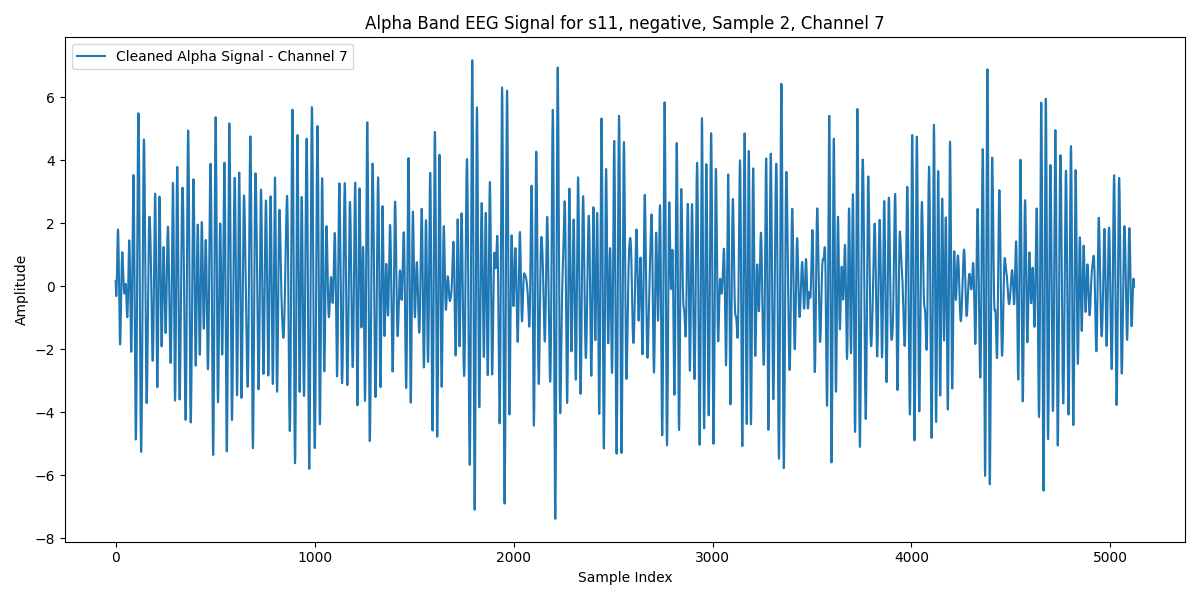 Alpha Band EEG Signal for s11, negative, Sample 2, Channel 7
Cleaned Alpha Signal - Channel 7
Amplitude
6
4
2
0
−2
−4
−6
−8
0 1000 2000 3000 4000 5000
Sample Index